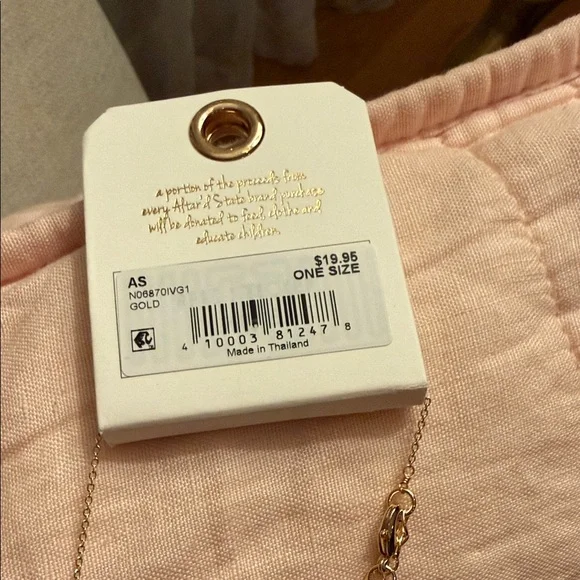 a portion of the proceeds from
every Altar'd State brand purchase
will be donated to feed, clothe and
educate children.
AS
$19.95
N06870IVG1
ONE SIZE
GOLD
4 10003 81247 8
Made in Thailand